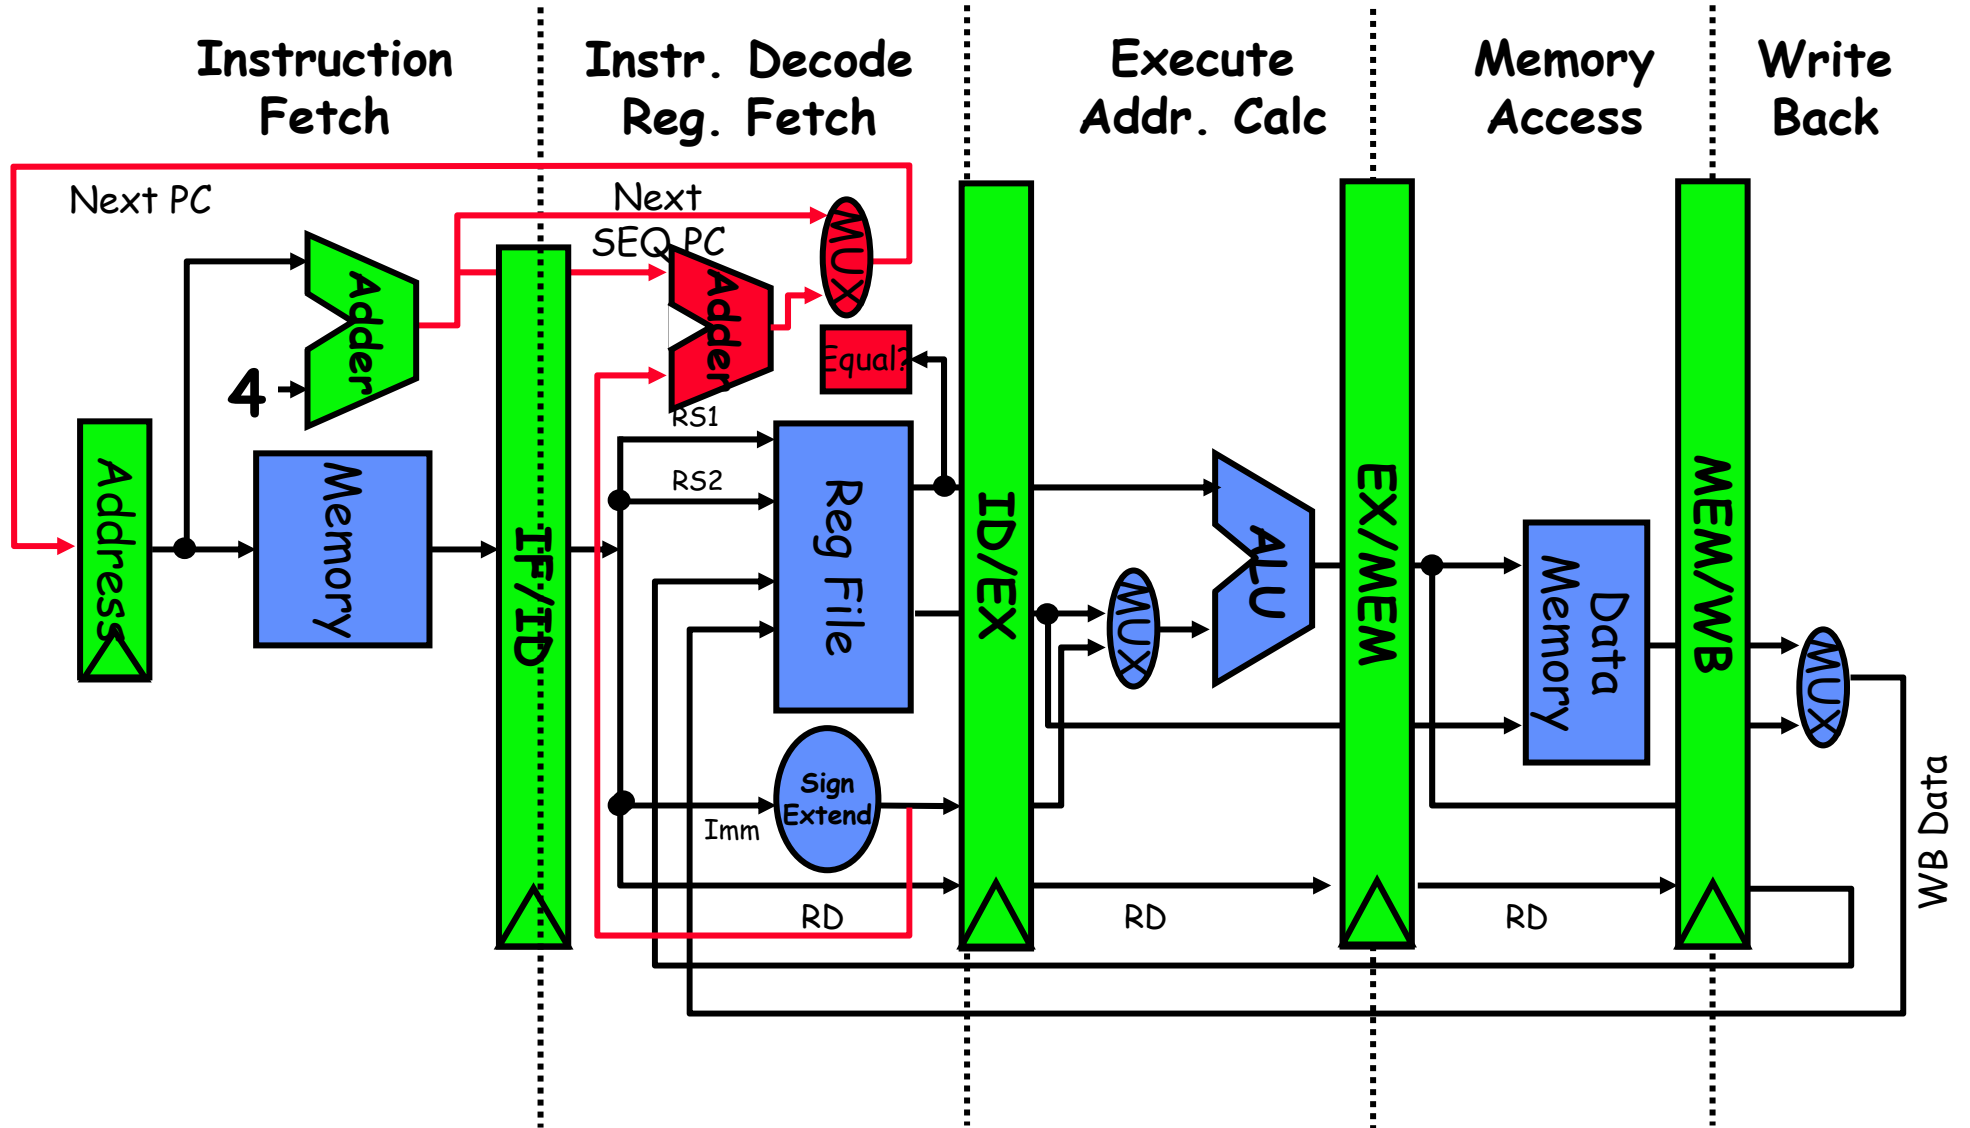 Instruction
Fetch
Instr. Decode
Reg. Fetch
Execute
Addr. Calc
Memory
Access
Write
Back
Next PC
Next
SEQ PC
MUX
Adder
Adder
4
Equal?
RS1
RS2
Address
Memory
IF/ID
Reg File
ID/EX
MUX
ALU
EX/MEM
Data
Memory
MEM/WB
MUX
Sign
Extend
Imm
RD
RD
RD
WB Data